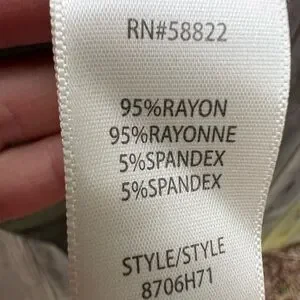 RN#58822
95%RAYON
95%RAYONNE
5%SPANDEX
5%SPANDEX
STYLE/STYLE
8706H71